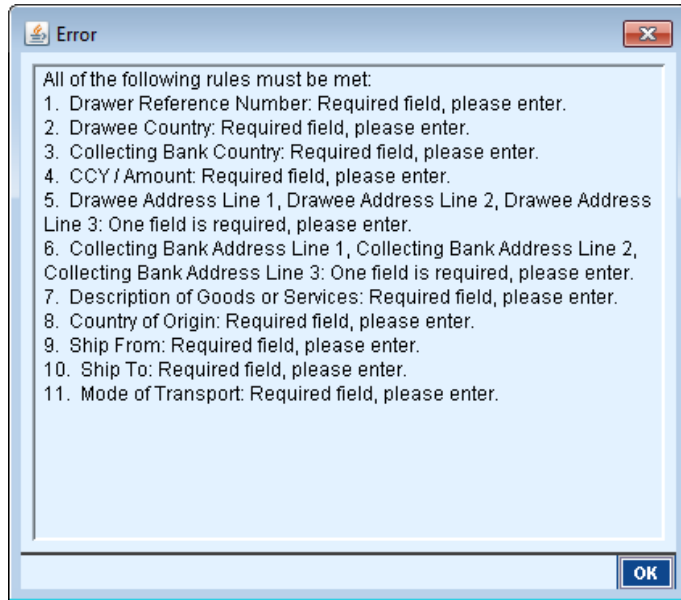 Error
All of the following rules must be met:
1.  Drawer Reference Number: Required field, please enter.
2.  Drawee Country: Required field, please enter.
3.  Collecting Bank Country: Required field, please enter.
4.  CCY / Amount: Required field, please enter.
5.  Drawee Address Line 1, Drawee Address Line 2, Drawee Address
Line 3: One field is required, please enter.
6.  Collecting Bank Address Line 1, Collecting Bank Address Line 2,
Collecting Bank Address Line 3: One field is required, please enter.
7.  Description of Goods or Services: Required field, please enter.
8.  Country of Origin: Required field, please enter.
9.  Ship From: Required field, please enter.
10.  Ship To: Required field, please enter.
11.  Mode of Transport: Required field, please enter.
OK